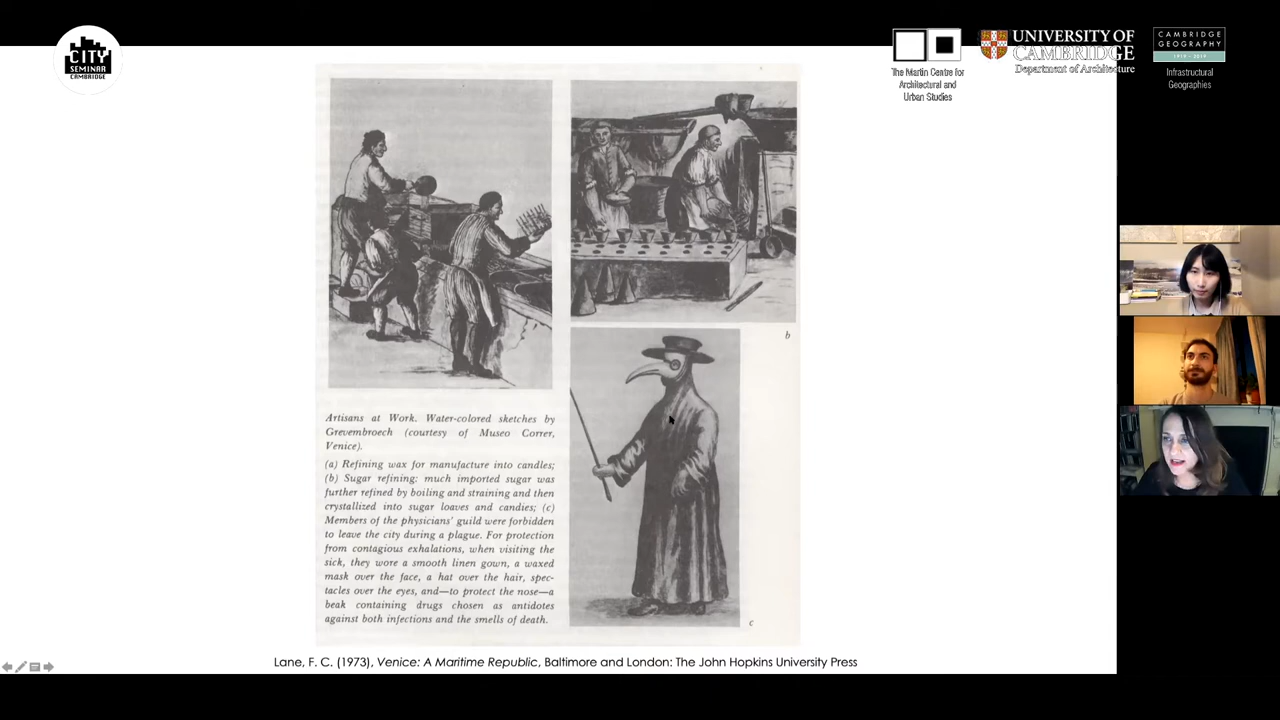 CITY
SEMINAR
CAMBRIDGE
The Martin Centre for
Architectural and
Urban Studies
UNIVERSITY OF
CAMBRIDGE
Department of Architecture
CAMBRIDGE
GEOGRAPHY
1919 - 2019
Infrastructural
Geographies
b
Artisans at Work. Water-colored sketches by
Grevembroech (courtesy of Museo Correr,
Venice).
(a) Refining wax for manufacture into candles;
(b) Sugar refining: much imported sugar was
further refined by boiling and straining and then
crystallized into sugar loaves and candies; (c)
Members of the physicians' guild were forbidden
to leave the city during a plague. For protection
from contagious exhalations, when visiting the
sick, they wore a smooth linen gown, a waxed
mask over the face, a hat over the hair, spec-
tacles over the eyes, and—to protect the nose—a
beak containing drugs chosen as antidotes
against both infections and the smells of death.
c
Lane, F. C. (1973), Venice: A Maritime Republic, Baltimore and London: The John Hopkins University Press